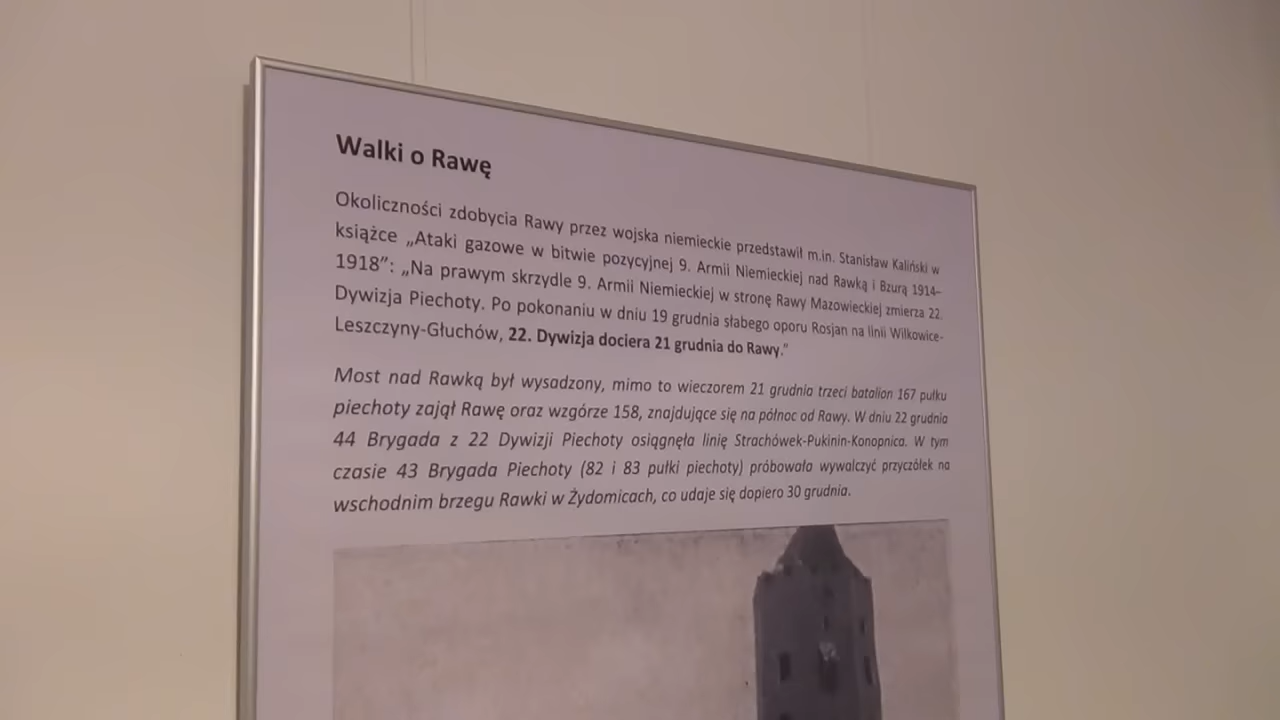 Walki o Rawę
Okoliczności zdobycia Rawy przez wojska niemieckie przedstawił m.in. Stanisław Kaliński w
książce „Ataki gazowe w bitwie pozycyjnej 9. Armii Niemieckiej nad Rawką i Bzurą 1914–
1918”: „Na prawym skrzydle 9. Armii Niemieckiej w stronę Rawy Mazowieckiej zmierza 22.
Dywizja Piechoty. Po pokonaniu w dniu 19 grudnia słabego oporu Rosjan na linii Wilkowice-
Leszczyny-Głuchów, 22. Dywizja dociera 21 grudnia do Rawy.”
Most nad Rawką był wysadzony, mimo to wieczorem 21 grudnia trzeci batalion 167 pułku
piechoty zajął Rawę oraz wzgórze 158, znajdujące się na północ od Rawy. W dniu 22 grudnia
44 Brygada z 22 Dywizji Piechoty osiągnęła linię Strachówek-Pukinin-Konopnica. W tym
czasie 43 Brygada Piechoty (82 i 83 pułki piechoty) próbowała wywalczyć przyczółek na
wschodnim brzegu Rawki w Żydomicach, co udaje się dopiero 30 grudnia.